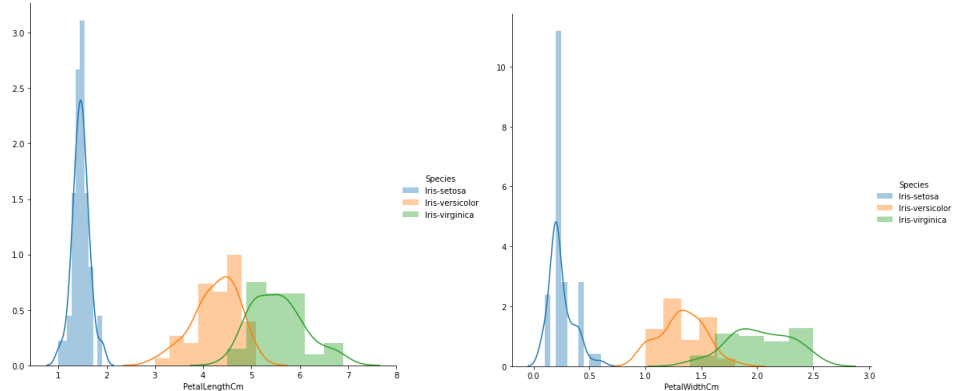 3.0
2.5
2.0
1.5
1.0
0.5
0.0
1 2 3 4 5 6 7 8
PetalLengthCm
Species
Iris-setosa
Iris-versicolor
Iris-virginica
10
8
6
4
2
0
0.0 0.5 1.0 1.5 2.0 2.5 3.0
PetalWidthCm
Species
Iris-setosa
Iris-versicolor
Iris-virginica